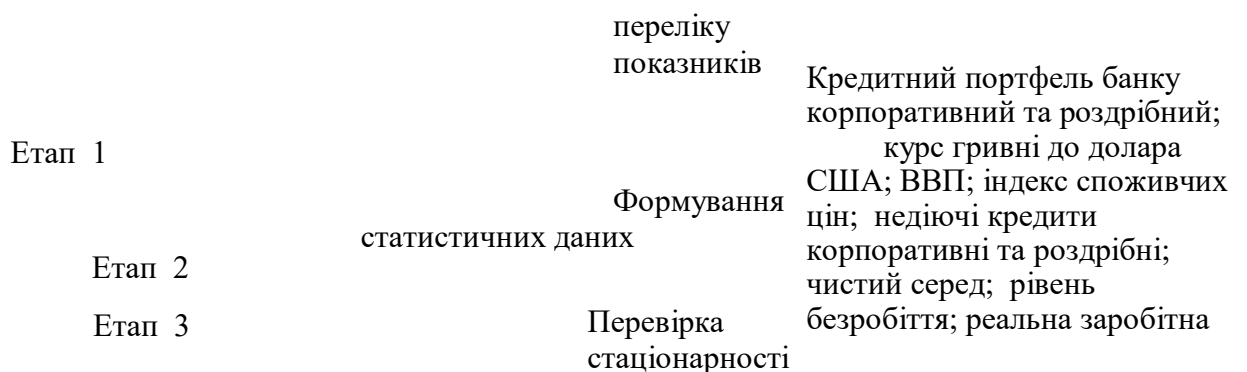 переліку
показників
Кредитний портфель банку
корпоративний та роздрібний;
Етап 1
курс гривні до долара
США; ВВП; індекс споживчих
Формування
цін; недіючі кредити
статистичних даних
корпоративні та роздрібні;
Етап 2
чистий серед; рівень
Етап 3
Перевірка
безробіття; реальна заробітна
стаціонарності